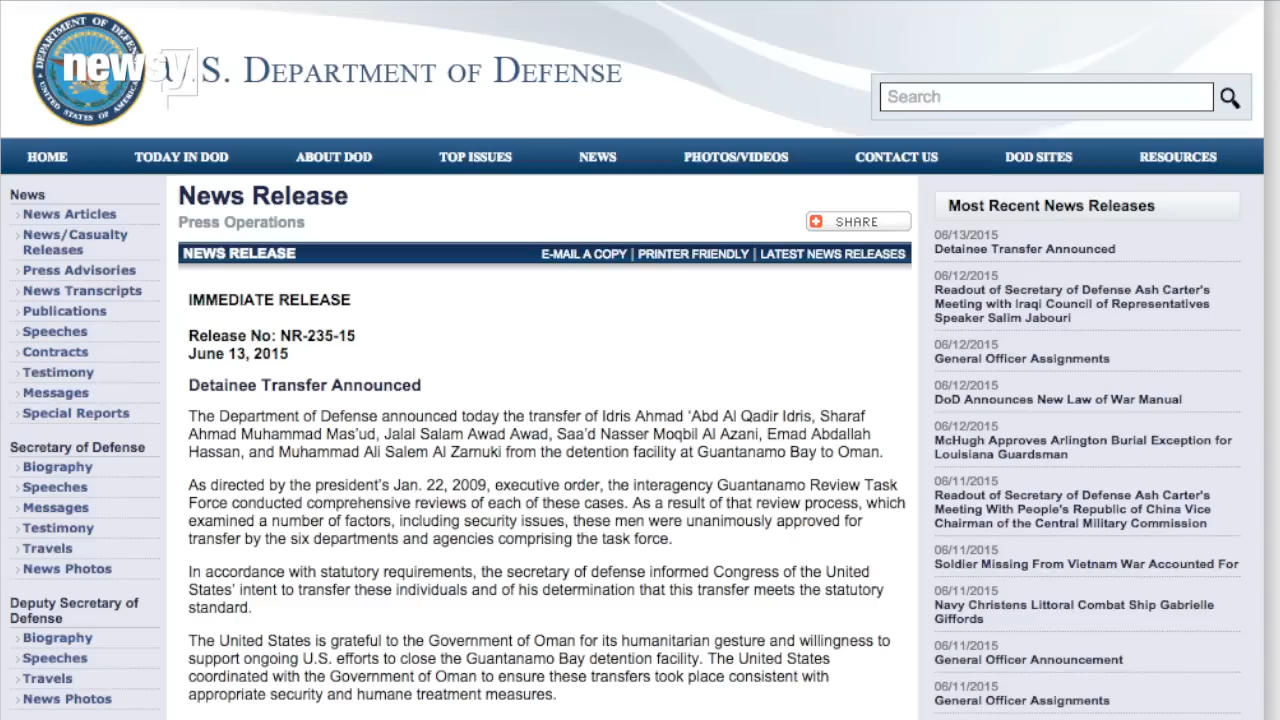 DEPARTMENT OF DEFENSE
UNITED STATES OF AMERICA
newsy
U.S. DEPARTMENT OF DEFENSE
Search
HOME TODAY IN DOD ABOUT DOD TOP ISSUES NEWS PHOTOS/VIDEOS CONTACT US DOD SITES RESOURCES
News
News Articles
News/Casualty
Releases
Press Advisories
News Transcripts
Publications
Speeches
Contracts
Testimony
Messages
Special Reports
Secretary of Defense
Biography
Speeches
Messages
Testimony
Travels
News Photos
Deputy Secretary of
Defense
Biography
Speeches
Travels
News Photos
News Release
Press Operations
SHARE
NEWS RELEASE E-MAIL A COPY | PRINTER FRIENDLY | LATEST NEWS RELEASES
IMMEDIATE RELEASE
Release No: NR-235-15
June 13, 2015
Detainee Transfer Announced
The Department of Defense announced today the transfer of Idris Ahmad 'Abd Al Qadir Idris, Sharaf
Ahmad Muhammad Mas'ud, Jalal Salam Awad Awad, Saa'd Nasser Moqbil Al Azani, Emad Abdallah
Hassan, and Muhammad Ali Salem Al Zarnuki from the detention facility at Guantanamo Bay to Oman.
As directed by the president's Jan. 22, 2009, executive order, the interagency Guantanamo Review Task
Force conducted comprehensive reviews of each of these cases. As a result of that review process, which
examined a number of factors, including security issues, these men were unanimously approved for
transfer by the six departments and agencies comprising the task force.
In accordance with statutory requirements, the secretary of defense informed Congress of the United
States' intent to transfer these individuals and of his determination that this transfer meets the statutory
standard.
The United States is grateful to the Government of Oman for its humanitarian gesture and willingness to
support ongoing U.S. efforts to close the Guantanamo Bay detention facility. The United States
coordinated with the Government of Oman to ensure these transfers took place consistent with
appropriate security and humane treatment measures.
Most Recent News Releases
06/13/2015
Detainee Transfer Announced
06/12/2015
Readout of Secretary of Defense Ash Carter's
Meeting with Iraqi Council of Representatives
Speaker Salim Jabouri
06/12/2015
General Officer Assignments
06/12/2015
DoD Announces New Law of War Manual
06/12/2015
McHugh Approves Arlington Burial Exception for
Louisiana Guardsman
06/11/2015
Readout of Secretary of Defense Ash Carter's
Meeting With People's Republic of China Vice
Chairman of the Central Military Commission
06/11/2015
Soldier Missing From Vietnam War Accounted For
06/11/2015
Navy Christens Littoral Combat Ship Gabrielle
Giffords
06/11/2015
General Officer Announcement
06/11/2015
General Officer Assignments